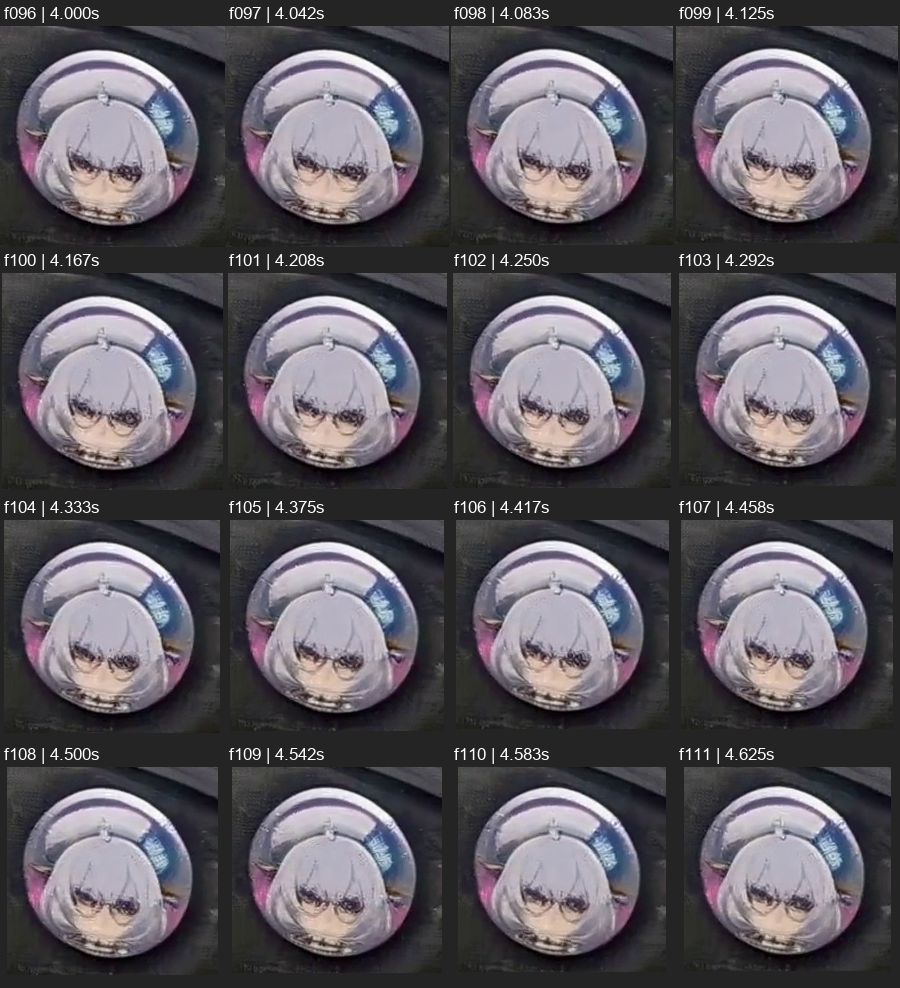 f096 | 4.000s
f097 | 4.042s
f098 | 4.083s
f099 | 4.125s
f100 | 4.167s
f101 | 4.208s
f102 | 4.250s
f103 | 4.292s
f104 | 4.333s
f105 | 4.375s
f106 | 4.417s
f107 | 4.458s
f108 | 4.500s
f109 | 4.542s
f110 | 4.583s
f111 | 4.625s